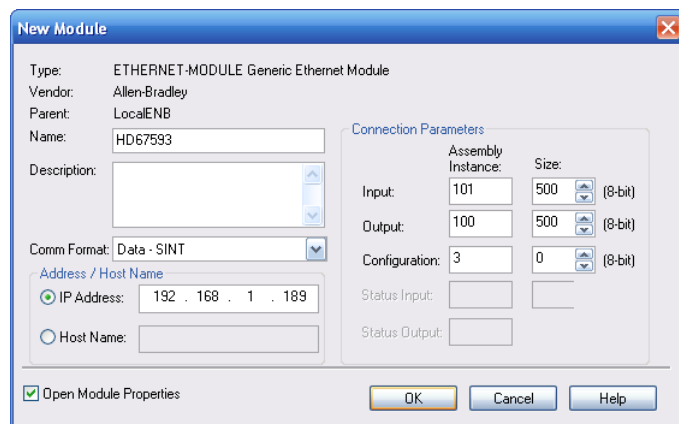 New Module
Type: ETHERNET-MODULE Generic Ethernet Module
Vendor: Allen-Bradley
Parent: LocalENB
Name: HD67593
Description:
Comm Format: Data - SINT
Address / Host Name
IP Address: 192 . 168 . 1 . 189
Host Name:
Connection Parameters
Assembly
Instance: Size:
Input: 101 500 (8-bit)
Output: 100 500 (8-bit)
Configuration: 3 0 (8-bit)
Status Input:
Status Output:
Open Module Properties OK Cancel Help